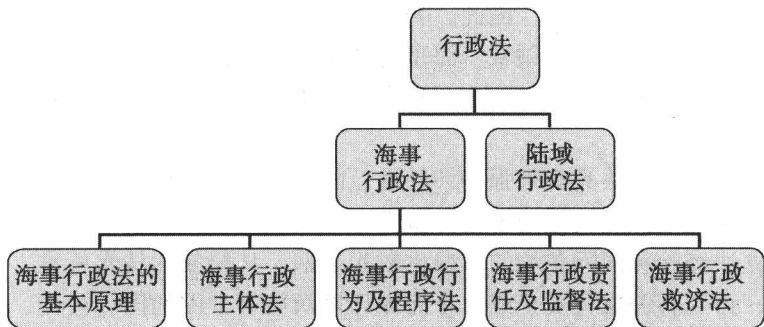 行政法
海事
行政法
陆域
行政法
海事行政法的
基本原理
海事行政
主体法
海事行政行
为及程序法
海事行政责
任及监督法
海事行政
救济法